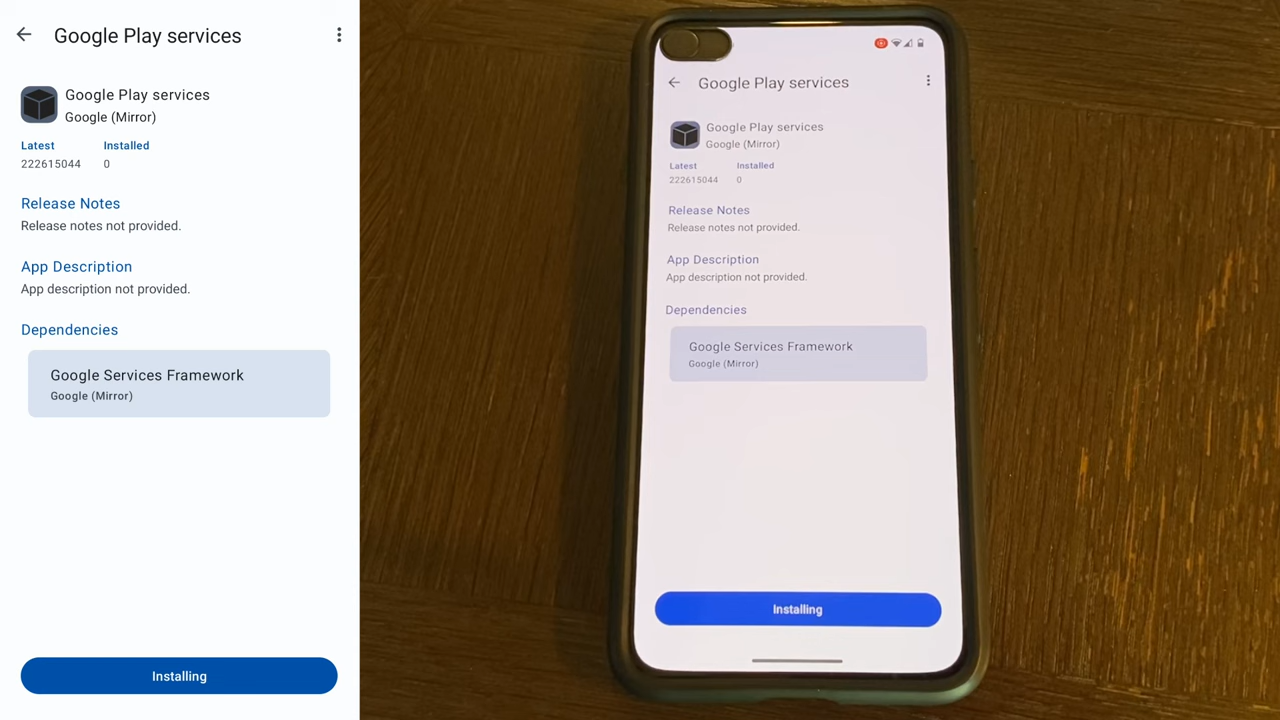 Google Play services
Google Play services
Google (Mirror)
Latest Installed
222615044 0
Release Notes
Release notes not provided.
App Description
App description not provided.
Dependencies
Google Services Framework
Google (Mirror)
Installing
Google Play services
Google Play services
Google (Mirror)
Latest Installed
222615044 0
Release Notes
Release notes not provided.
App Description
App description not provided.
Dependencies
Google Services Framework
Google (Mirror)
Installing